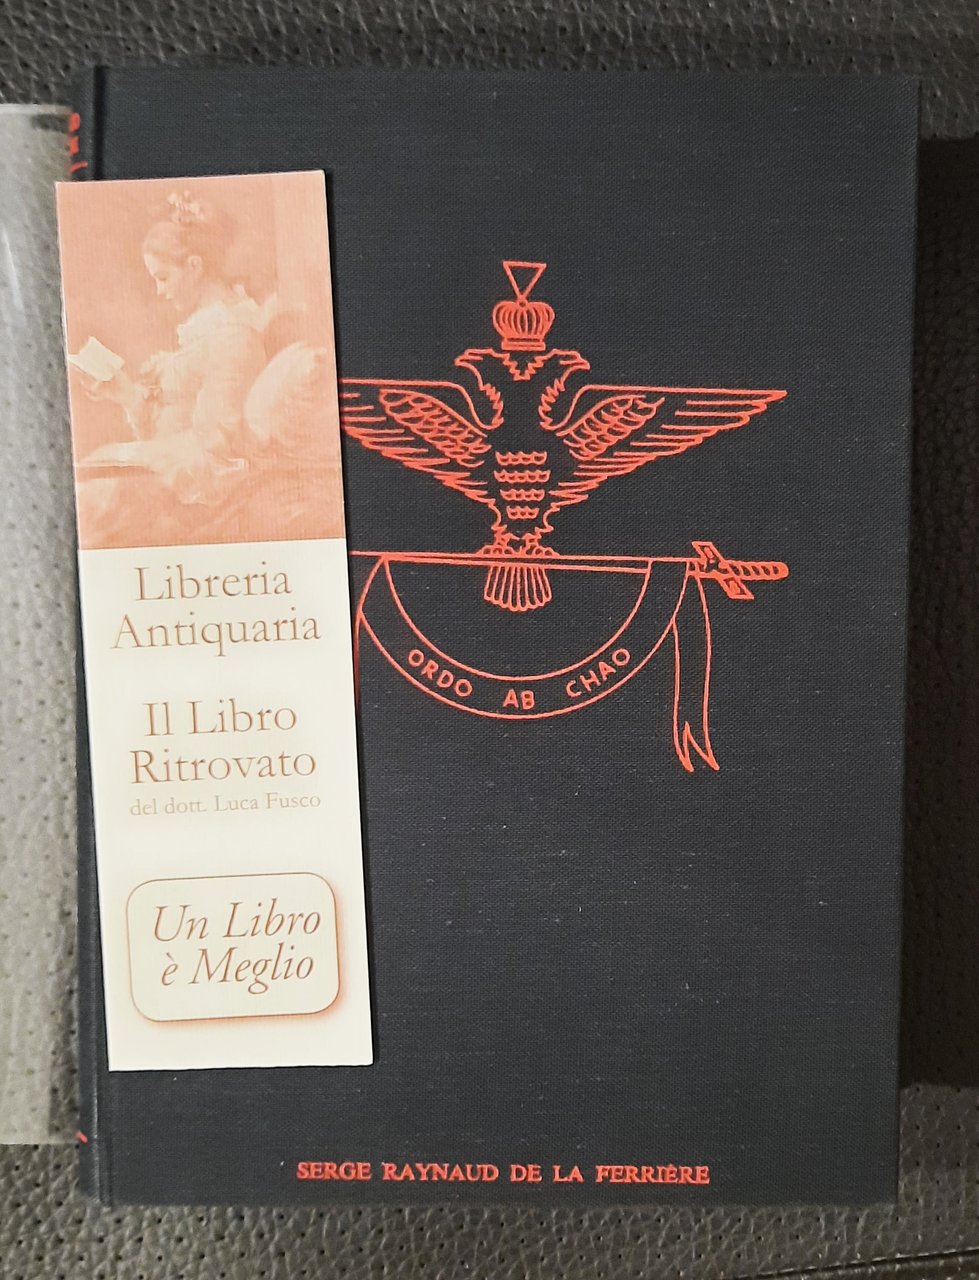 Libreria
Antiquaria
Il Libro
Ritrovato
del dott. Luca Fusco
Un Libro
è Meglio
ORDO AB CHAO
SERGE RAYNAUD DE LA FERRIÈRE